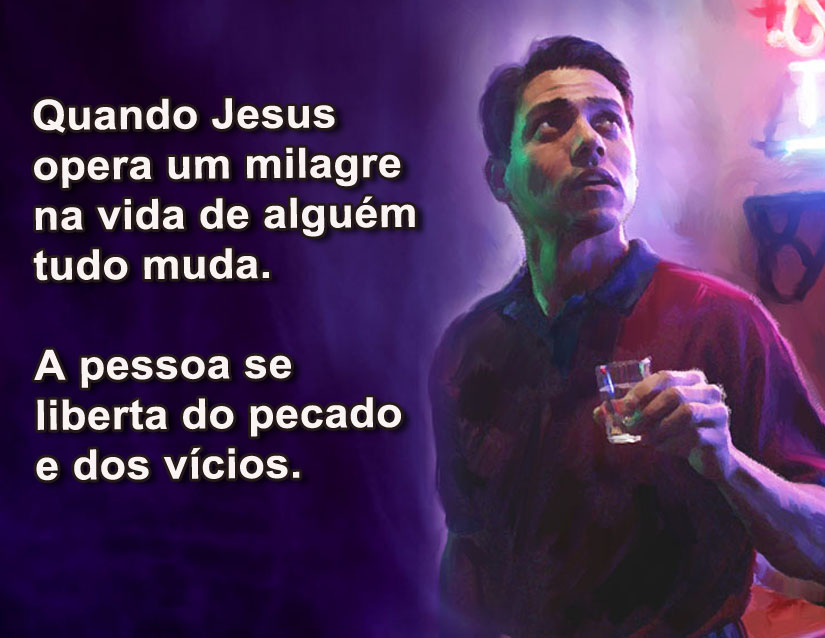 Quando Jesus
opera um milagre
na vida de alguém
tudo muda.
A pessoa se
liberta do pecado
e dos vícios.